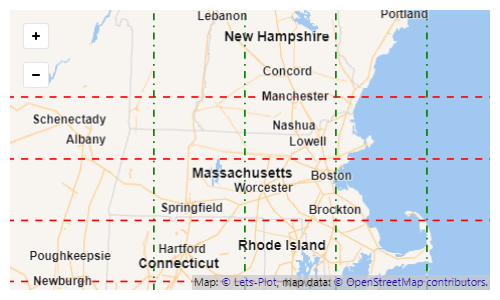 Lebanon
Portland
+
New Hampshire
−
Concord
Manchester
Schenectady
Nashua
Albany
Lowell
Massachusetts
Boston
Worcester
Springfield
Brockton
Hartford
Rhode Island
Poughkeepsie
Connecticut
Newburgh
Map: © Lets-Plot, map data: © OpenStreetMap contributors.